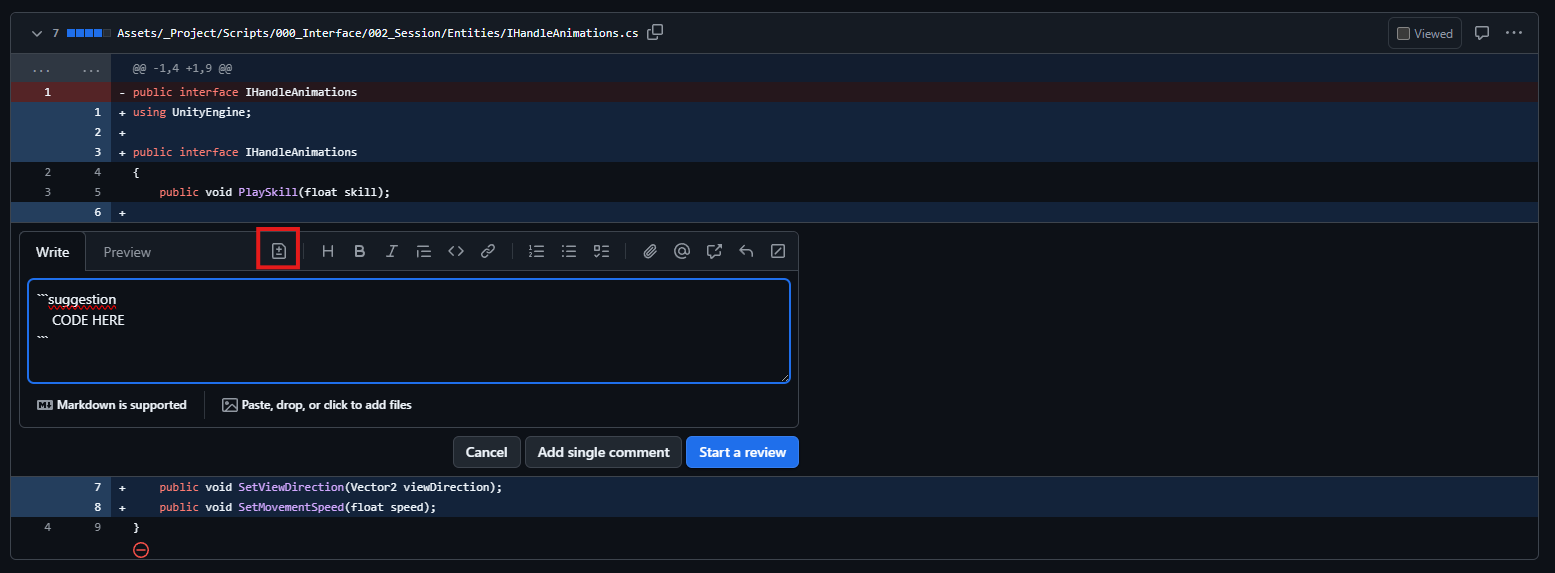 7 Assets/_Project/Scripts/000_Interface/002_Session/Entities/IHandleAnimations.cs Viewed
... ... @@ -1,4 +1,9 @@
1 - public interface IHandleAnimations
1 + using UnityEngine;
2 +
3 + public interface IHandleAnimations
2 4 {
3 5 public void PlaySkill(float skill);
6 +
Write Preview
```suggestion
CODE HERE
```
Markdown is supported Paste, drop, or click to add files
Cancel Add single comment Start a review
7 + public void SetViewDirection(Vector2 viewDirection);
8 + public void SetMovementSpeed(float speed);
4 9 }